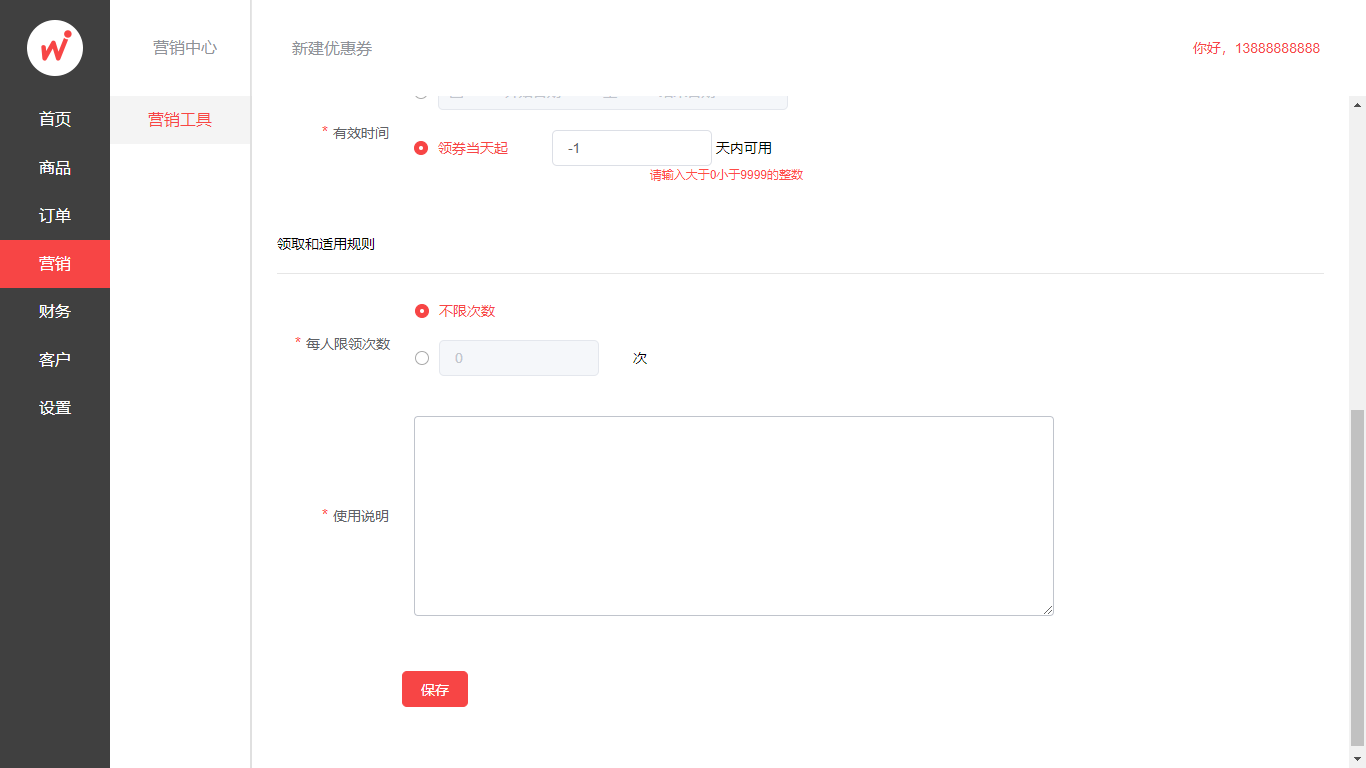 营销中心
新建优惠券
你好，13888888888
首页
商品
订单
营销
财务
客户
设置
营销工具
* 有效时间
领券当天起
-1
天内可用
请输入大于0小于9999的整数
领取和适用规则
* 每人限领次数
不限次数
0
次
* 使用说明
保存